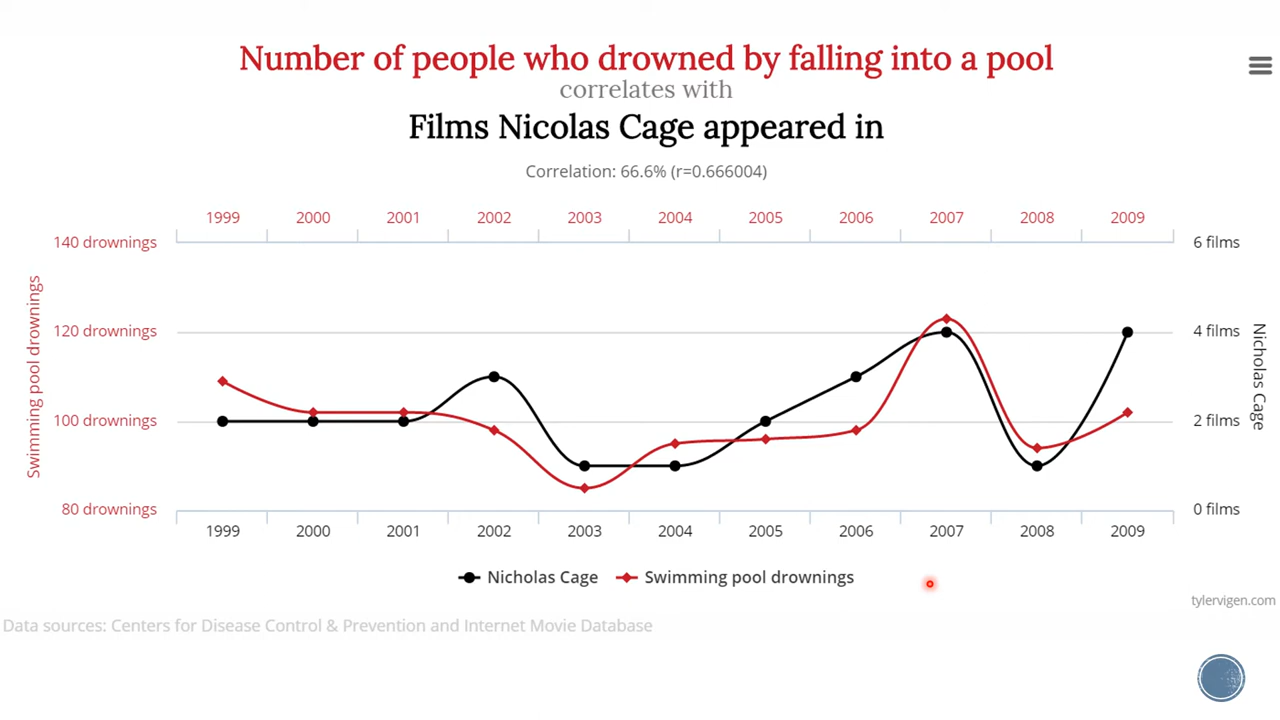 Number of people who drowned by falling into a pool
correlates with
Films Nicolas Cage appeared in
Correlation: 66.6% (r=0.666004)
1999 2000 2001 2002 2003 2004 2005 2006 2007 2008 2009
140 drownings 6 films
120 drownings 4 films
100 drownings 2 films
80 drownings 0 films
Swimming pool drownings
Nicholas Cage
1999 2000 2001 2002 2003 2004 2005 2006 2007 2008 2009
Nicholas Cage Swimming pool drownings
tylervigen.com
Data sources: Centers for Disease Control & Prevention and Internet Movie Database